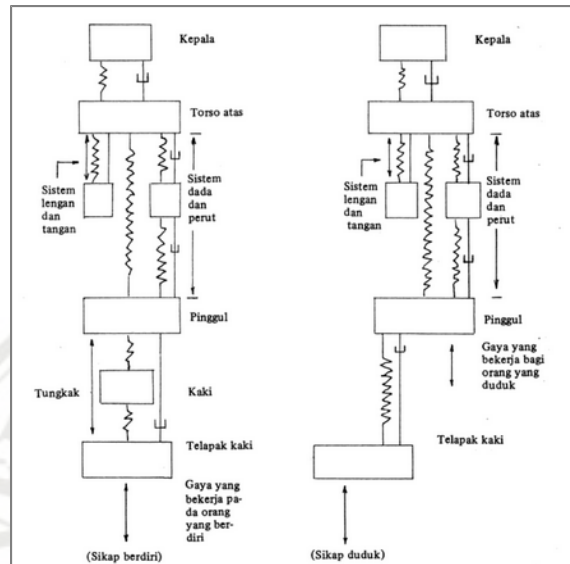 Kepala
Torso atas
Sistem
lengan
dan
tangan
Sistem
dada
dan
perut
Pinggul
Tungkak
Kaki
Telapak kaki
Gaya yang
bekerja pa-
da orang
yang ber-
diri
(Sikap berdiri)
Kepala
Torso atas
Sistem
lengan
dan
tangan
Sistem
dada
dan
perut
Pinggul
Gaya yang
bekerja bagi
orang yang
duduk
Telapak kaki
(Sikap duduk)